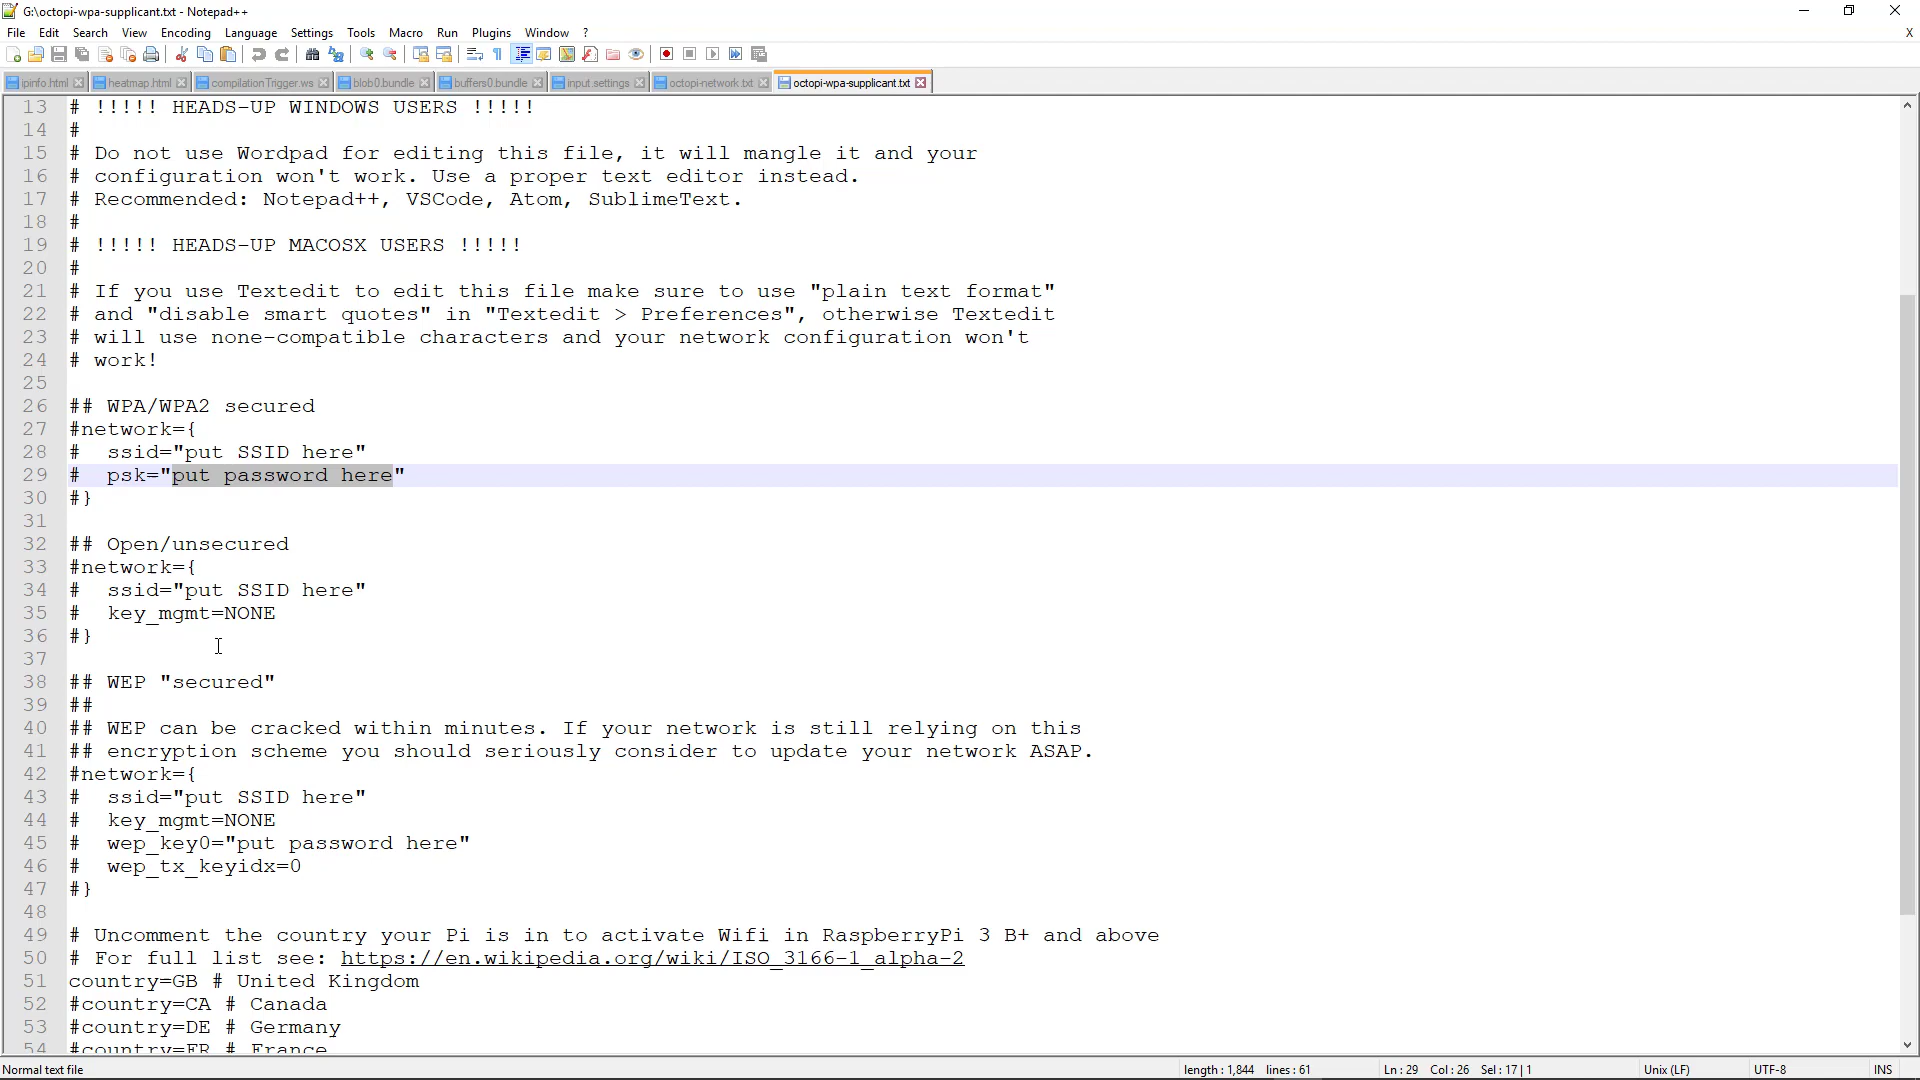 G:\octopi-wpa-supplicant.txt - Notepad++
File Edit Search View Encoding Language Settings Tools Macro Run Plugins Window ? X
ipinfo.html heatmap.html compilationTrigger.ws blob0.bundle buffers0.bundle input.settings octopi-network.txt octopi-wpa-supplicant.txt
13 # !!!!! HEADS-UP WINDOWS USERS !!!!!
14 #
15 # Do not use Wordpad for editing this file, it will mangle it and your
16 # configuration won't work. Use a proper text editor instead.
17 # Recommended: Notepad++, VSCode, Atom, SublimeText.
18 #
19 # !!!!! HEADS-UP MACOSX USERS !!!!!
20 #
21 # If you use Textedit to edit this file make sure to use "plain text format"
22 # and "disable smart quotes" in "Textedit > Preferences", otherwise Textedit
23 # will use none-compatible characters and your network configuration won't
24 # work!
25
26 ## WPA/WPA2 secured
27 #network={
28 #  ssid="put SSID here"
29 #  psk="put password here"
30 #}
31
32 ## Open/unsecured
33 #network={
34 #  ssid="put SSID here"
35 #  key_mgmt=NONE
36 #}
37
38 ## WEP "secured"
39 ##
40 ## WEP can be cracked within minutes. If your network is still relying on this
41 ## encryption scheme you should seriously consider to update your network ASAP.
42 #network={
43 #  ssid="put SSID here"
44 #  key_mgmt=NONE
45 #  wep_key0="put password here"
46 #  wep_tx_keyidx=0
47 #}
48
49 # Uncomment the country your Pi is in to activate Wifi in RaspberryPi 3 B+ and above
50 # For full list see: https://en.wikipedia.org/wiki/ISO_3166-1_alpha-2
51 country=GB # United Kingdom
52 #country=CA # Canada
53 #country=DE # Germany
54 #country=FR # France
Normal text file length : 1,844 lines : 61 Ln : 29 Col : 26 Sel : 17 | 1 Unix (LF) UTF-8 INS